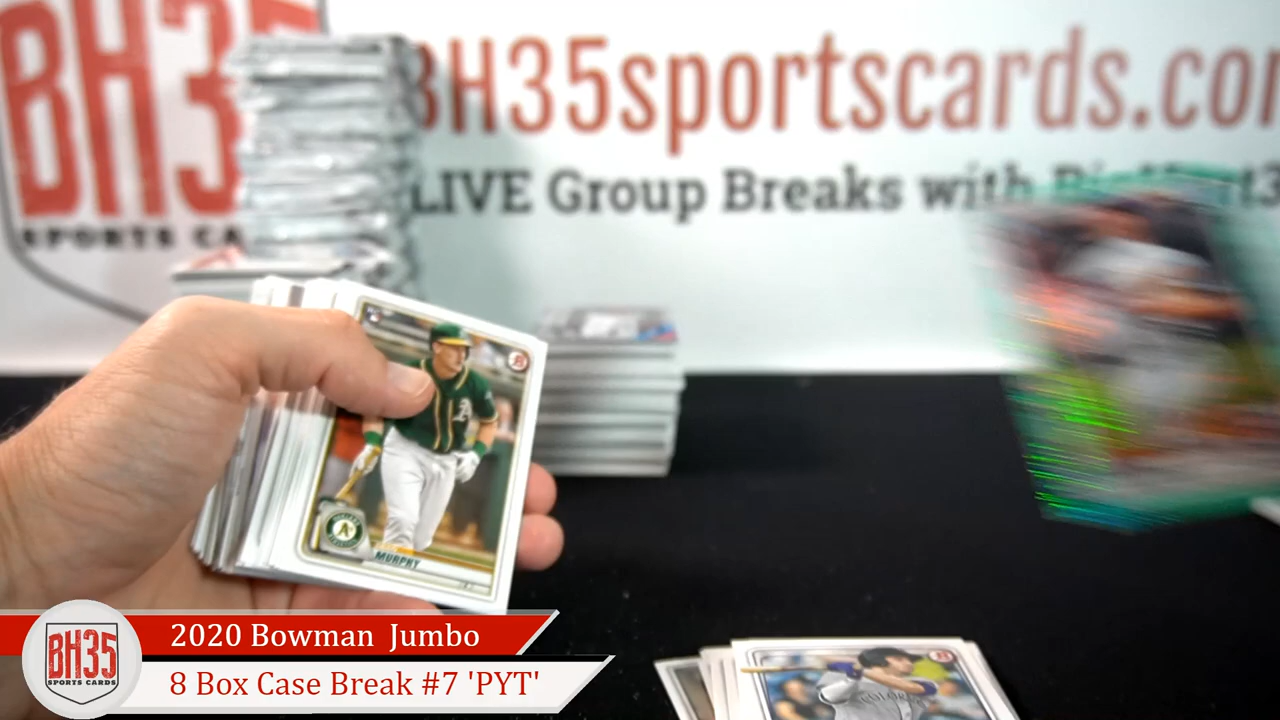 BH35
SPORTS CA
BH35sportscards.co
LIVE Group Breaks with
MURPHY
A's
B
COLOR
B
BH35
SPORTS CARDS
2020 Bowman Jumbo
8 Box Case Break #7 'PYT'